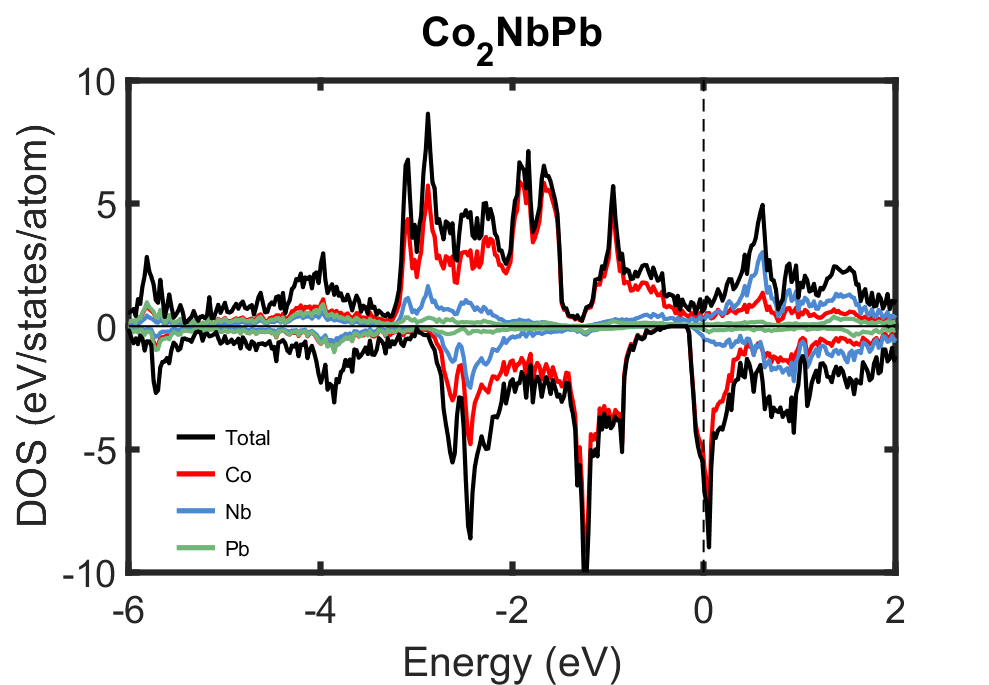 Co2NbPb
10
5
0
-5
-10
DOS (eV/states/atom)
Total
Co
Nb
Pb
-6 -4 -2 0 2
Energy (eV)